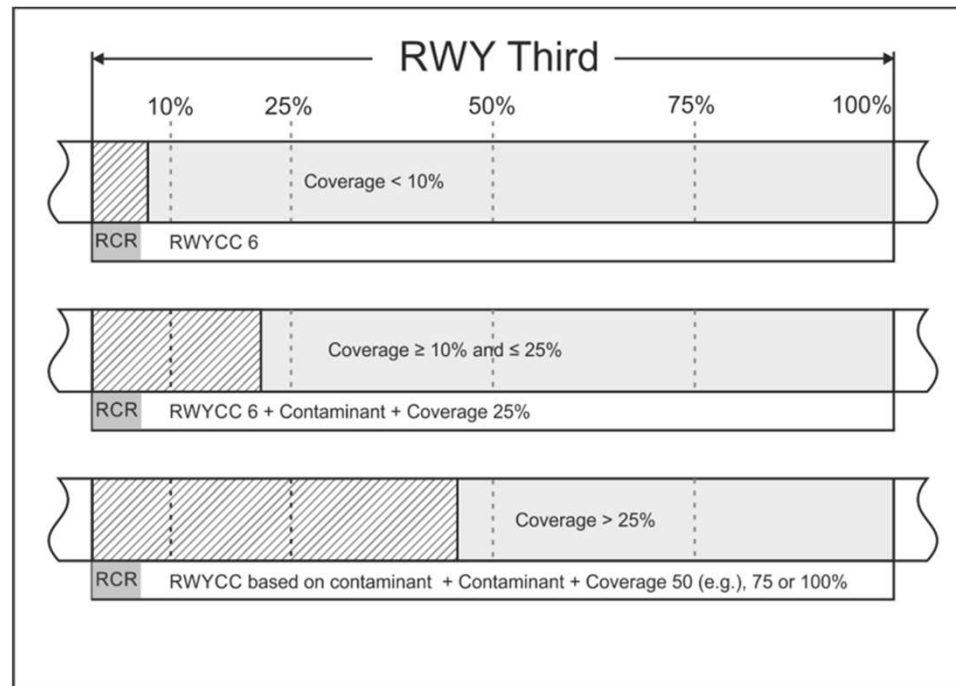 RWY Third
10% 25% 50% 75% 100%
Coverage < 10%
RCR RWYCC 6
Coverage ≥ 10% and ≤ 25%
RCR RWYCC 6 + Contaminant + Coverage 25%
Coverage > 25%
RCR RWYCC based on contaminant + Contaminant + Coverage 50 (e.g.), 75 or 100%